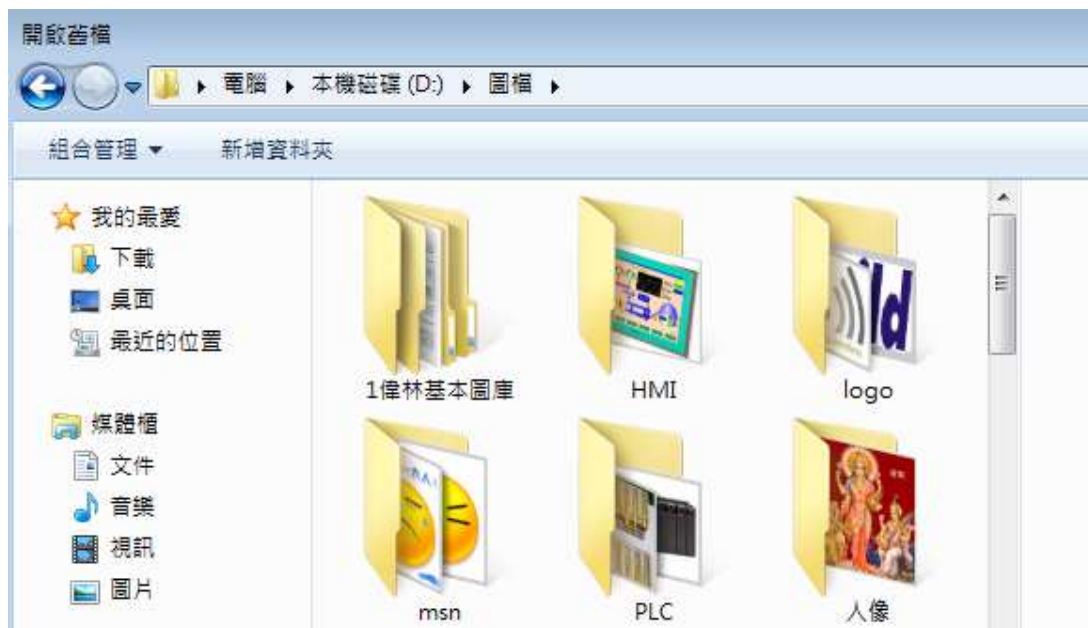 開啟舊檔
電腦 ▸ 本機磁碟 (D:) ▸ 圖檔 ▸
組合管理 新增資料夾
我的最愛
下載
桌面
最近的位置
媒體櫃
文件
音樂
視訊
圖片
1偉林基本圖庫
HMI
logo
msn
PLC
人像